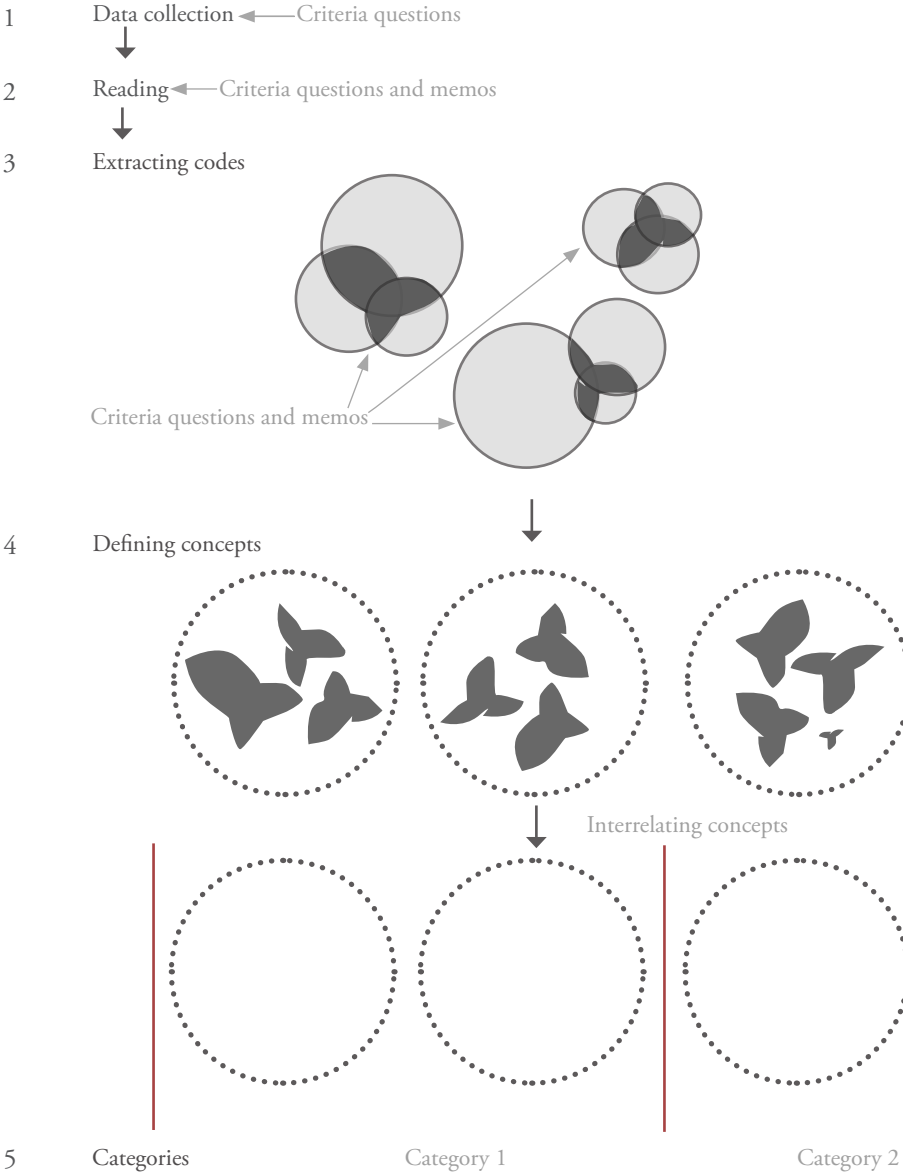 1 Data collection Criteria questions
2 Reading Criteria questions and memos
3 Extracting codes
Criteria questions and memos
4 Defining concepts
Interrelating concepts
5 Categories Category 1 Category 2